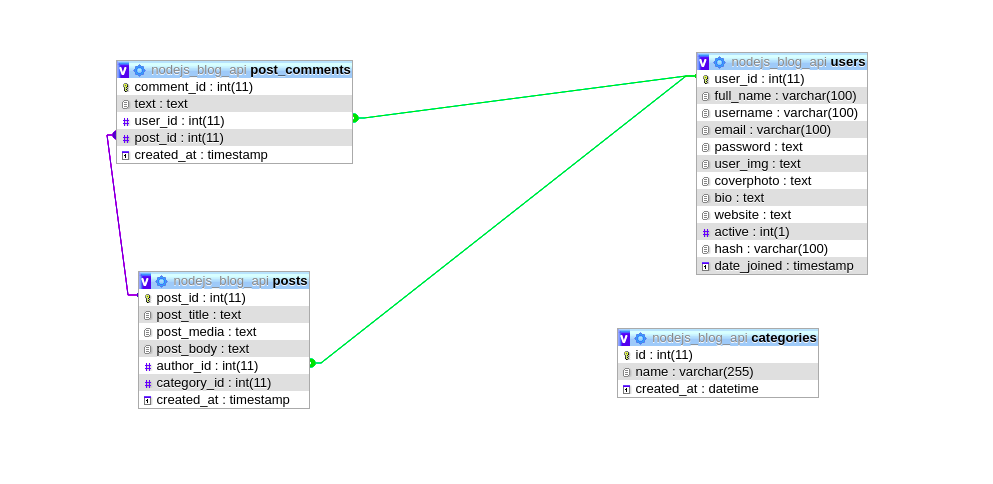 nodejs_blog_api post_comments
comment_id : int(11)
text : text
user_id : int(11)
post_id : int(11)
created_at : timestamp
nodejs_blog_api users
user_id : int(11)
full_name : varchar(100)
username : varchar(100)
email : varchar(100)
password : text
user_img : text
coverphoto : text
bio : text
website : text
active : int(1)
hash : varchar(100)
date_joined : timestamp
nodejs_blog_api posts
post_id : int(11)
post_title : text
post_media : text
post_body : text
author_id : int(11)
category_id : int(11)
created_at : timestamp
nodejs_blog_api categories
id : int(11)
name : varchar(255)
created_at : datetime